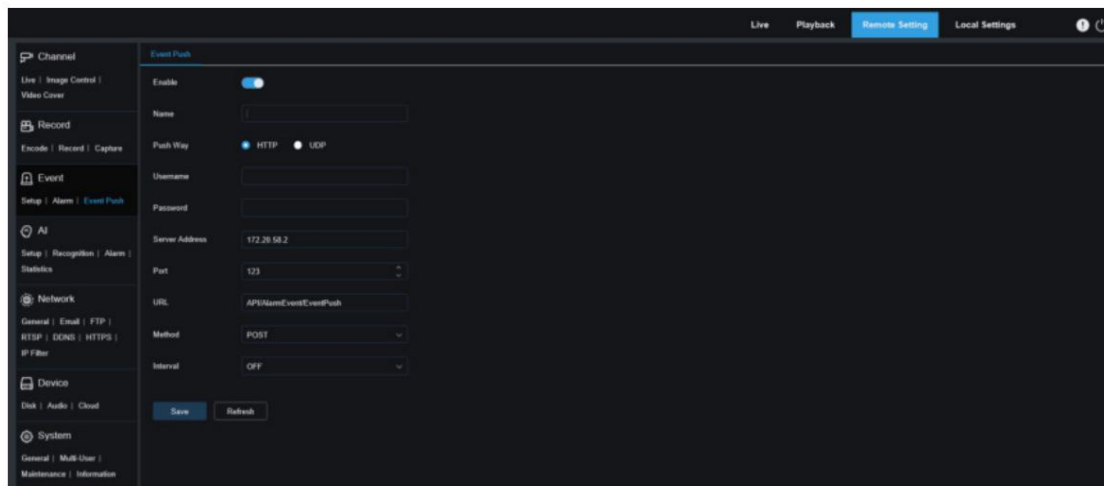 Live Playback Remote Setting Local Settings
Channel
Live | Image Control |
Video Cover
Record
Encode | Record | Capture
Event
Setup | Alarm | Event Push
AI
Setup | Recognition | Alarm |
Statistics
Network
General | Email | FTP |
RTSP | DDNS | HTTPS |
IP Filter
Device
Disk | Audio | Cloud
System
General | Multi-User |
Maintenance | Information
Event Push
Enable
Name
Push Way HTTP UDP
Username
Password
Server Address 172.20.58.2
Port 123
URL API/AlarmEvent/EventPush
Method POST
Interval OFF
Save Refresh